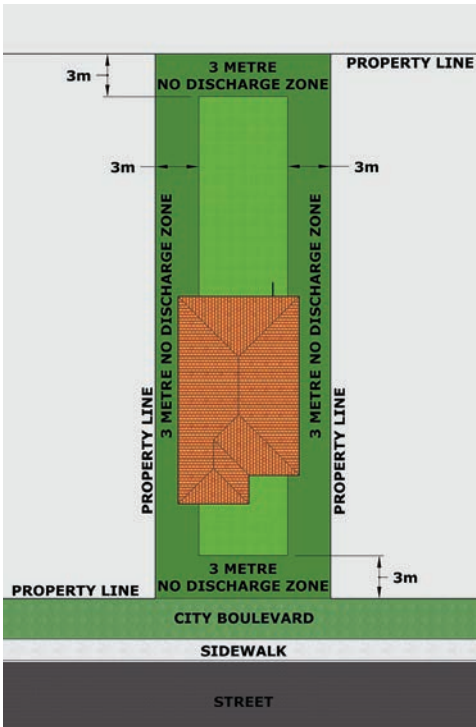 3 METRE
NO DISCHARGE ZONE
PROPERTY LINE
3m
3m
3m
3 METRE NO DISCHARGE ZONE
3 METRE NO DISCHARGE ZONE
PROPERTY LINE
PROPERTY LINE
3 METRE
NO DISCHARGE ZONE
3m
PROPERTY LINE
CITY BOULEVARD
SIDEWALK
STREET